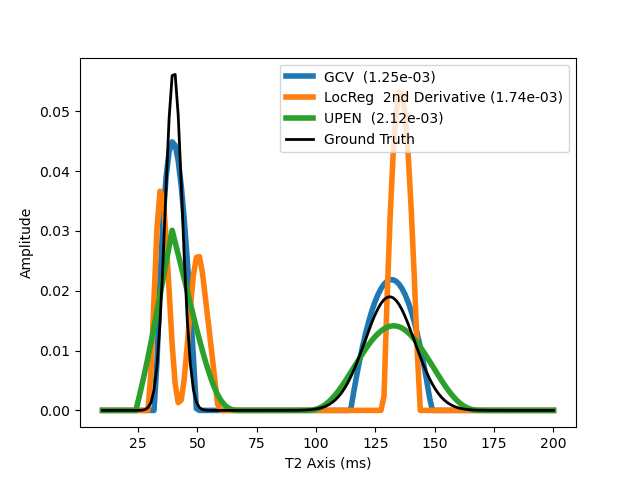 GCV (1.25e-03)
LocReg 2nd Derivative (1.74e-03)
UPEN (2.12e-03)
Ground Truth
Amplitude
0.05
0.04
0.03
0.02
0.01
0.00
25 50 75 100 125 150 175 200
T2 Axis (ms)